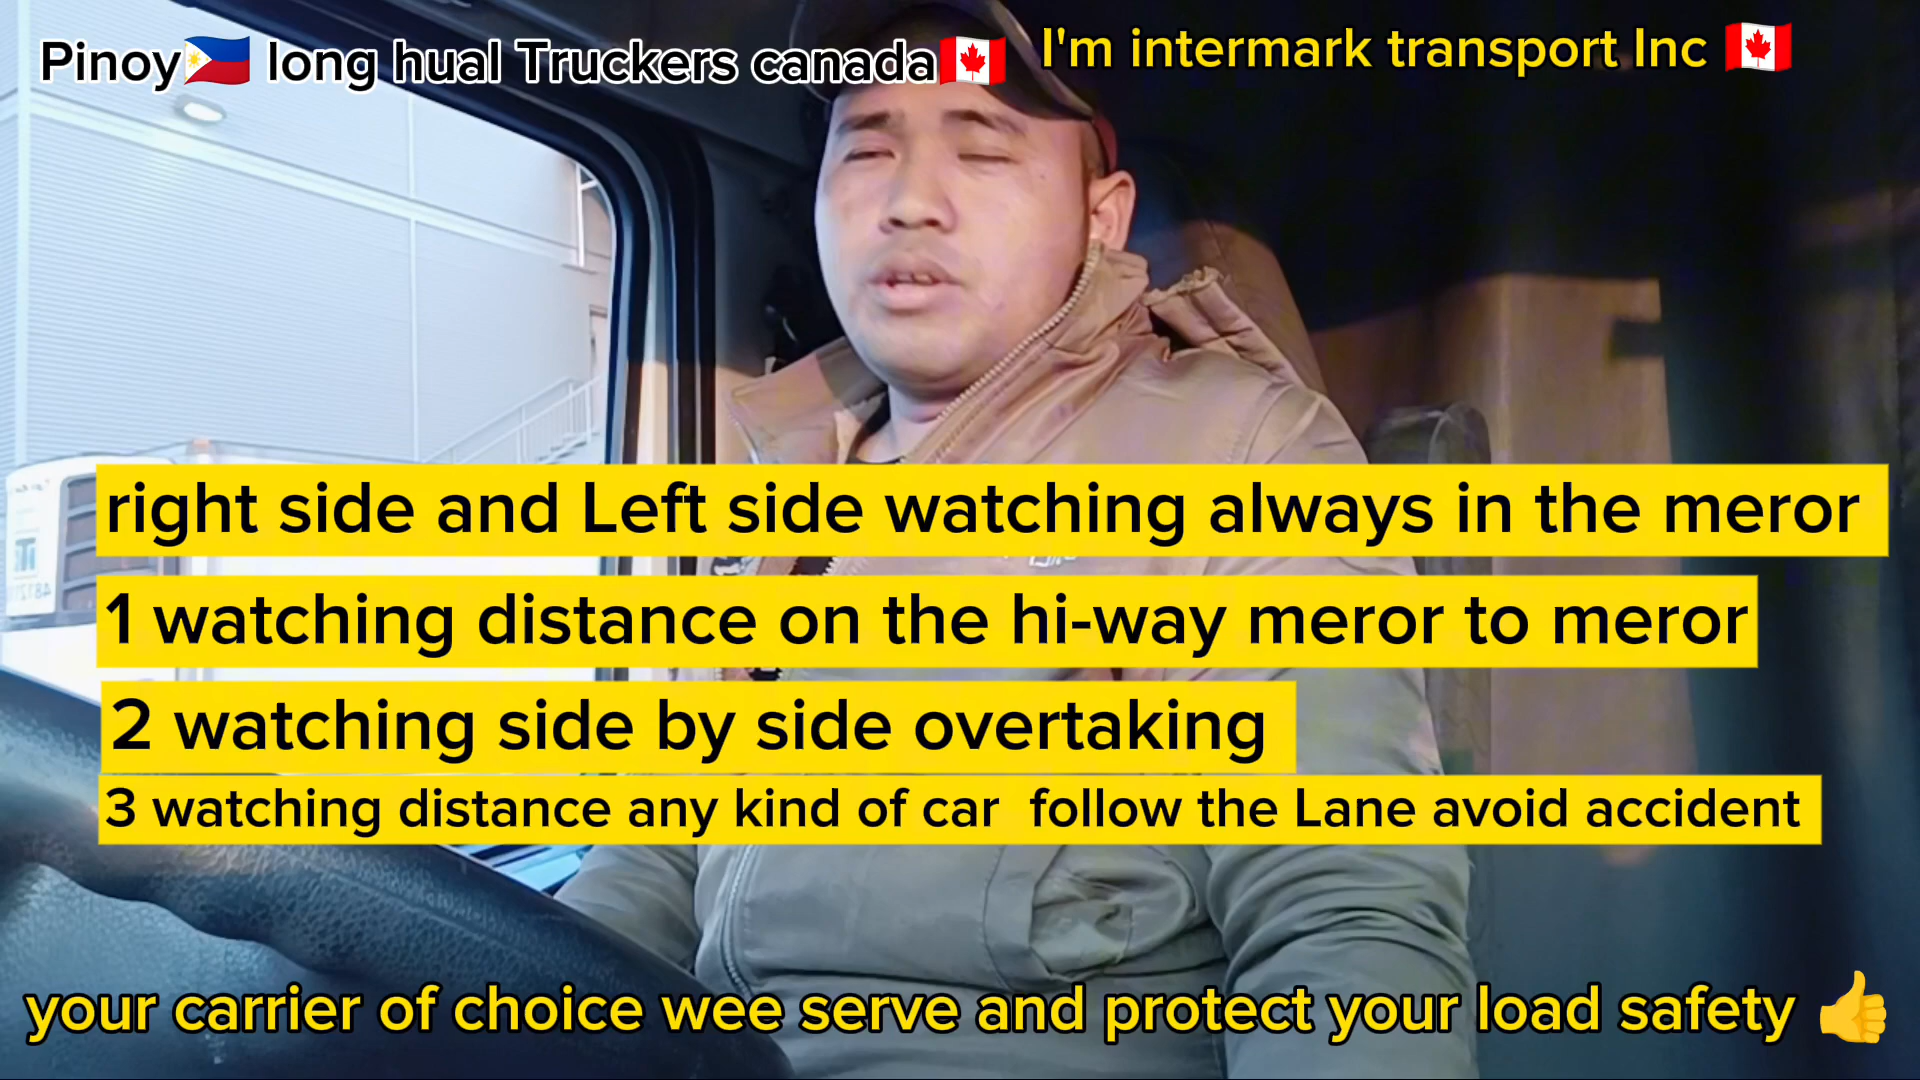 Pinoy🇵🇭 long hual Truckers canada🇨🇦
I'm intermark transport Inc 🇨🇦
right side and Left side watching always in the meror
1 watching distance on the hi-way meror to meror
2 watching side by side overtaking
3 watching distance any kind of car follow the Lane avoid accident
your carrier of choice wee serve and protect your load safety 👍